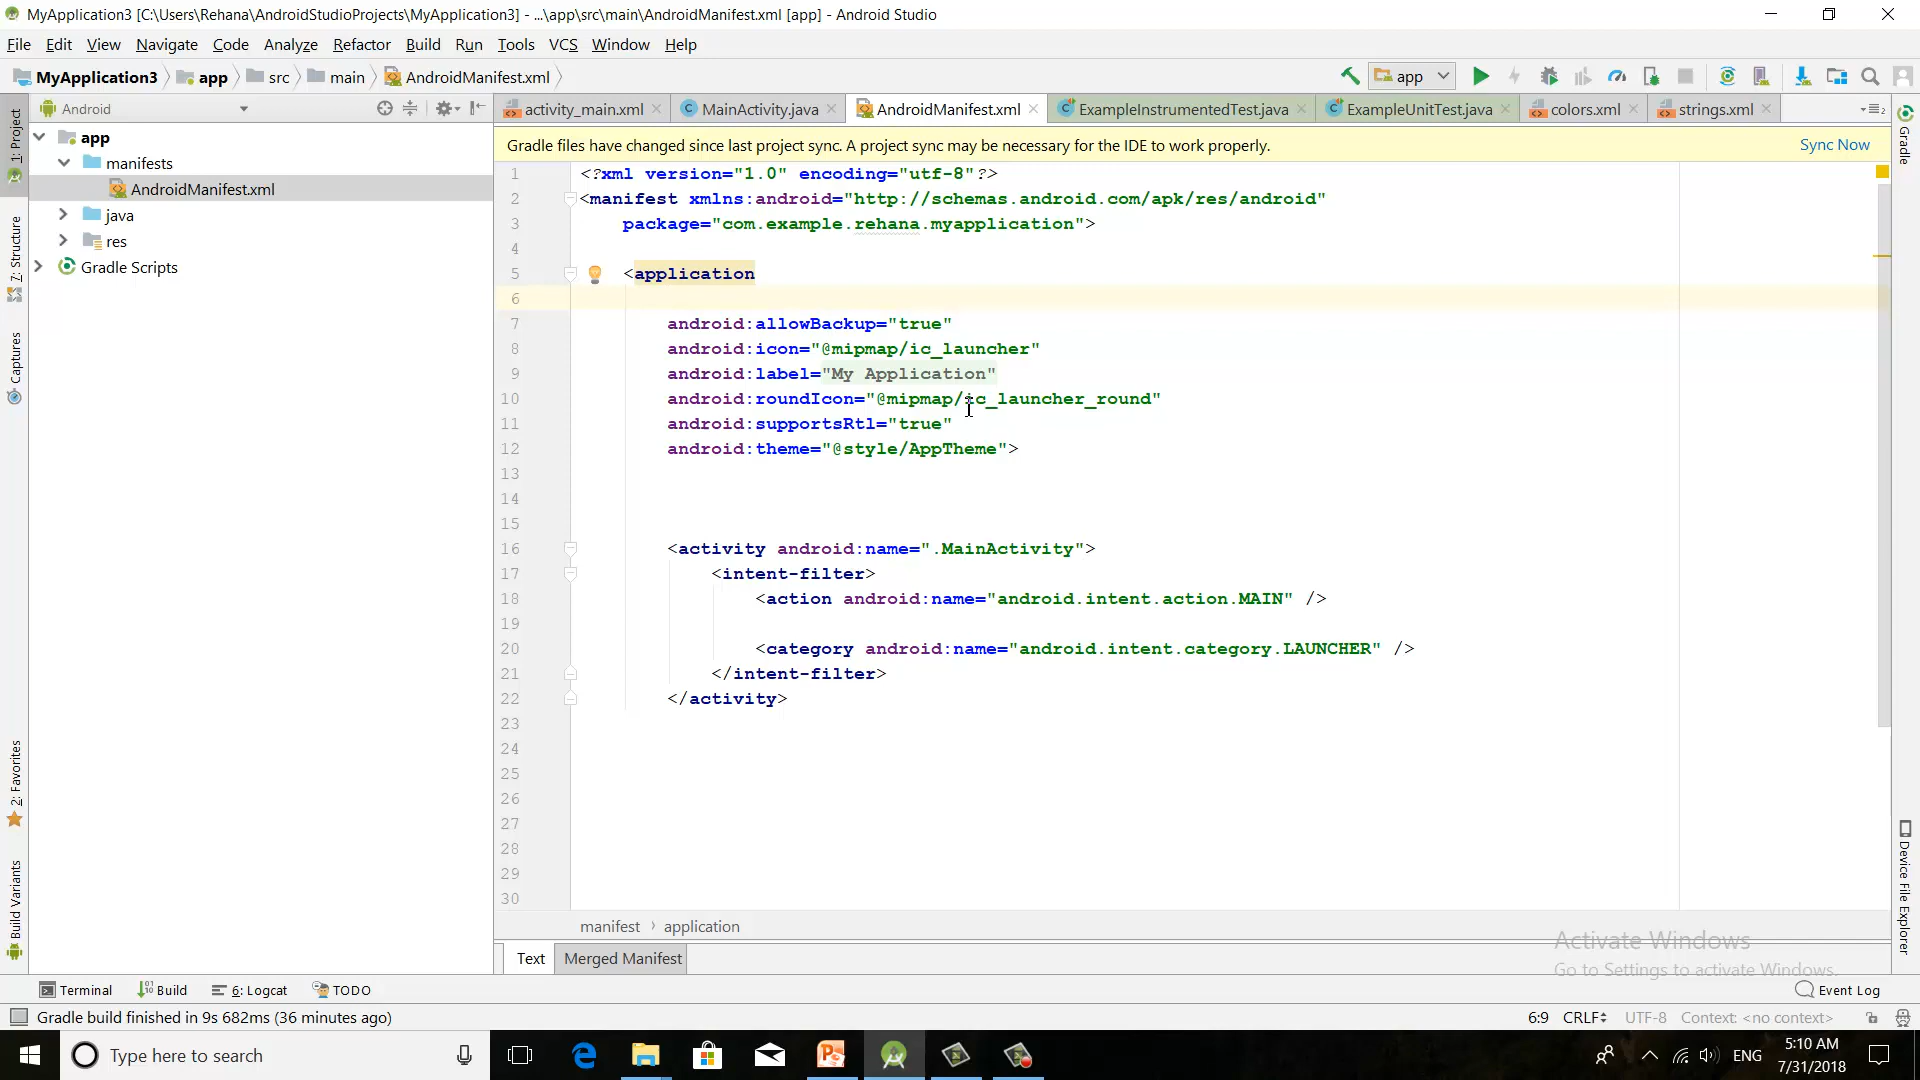 MyApplication3 [C:\Users\Rehana\AndroidStudioProjects\MyApplication3] - ...\app\src\main\AndroidManifest.xml [app] - Android Studio
File Edit View Navigate Code Analyze Refactor Build Run Tools VCS Window Help
MyApplication3 app src main AndroidManifest.xml app
1: Project
Android
activity_main.xml MainActivity.java AndroidManifest.xml ExampleInstrumentedTest.java ExampleUnitTest.java colors.xml strings.xml
Gradle
app
manifests
AndroidManifest.xml
java
res
Gradle Scripts
7: Structure
Captures
2: Favorites
Build Variants
Gradle files have changed since last project sync. A project sync may be necessary for the IDE to work properly. Sync Now
1 <?xml version="1.0" encoding="utf-8"?>
2 <manifest xmlns:android="http://schemas.android.com/apk/res/android"
3 package="com.example.rehana.myapplication">
4
5 <application
6
7 android:allowBackup="true"
8 android:icon="@mipmap/ic_launcher"
9 android:label="My Application"
10 android:roundIcon="@mipmap/ic_launcher_round"
11 android:supportsRtl="true"
12 android:theme="@style/AppTheme">
13
14
15
16 <activity android:name=".MainActivity">
17 <intent-filter>
18 <action android:name="android.intent.action.MAIN" />
19
20 <category android:name="android.intent.category.LAUNCHER" />
21 </intent-filter>
22 </activity>
23
24
25
26
27
28
29
30
manifest › application
Text Merged Manifest
Device File Explorer
Activate Windows
Go to Settings to activate Windows.
Terminal Build 6: Logcat TODO Event Log
Gradle build finished in 9s 682ms (36 minutes ago) 6:9 CRLF UTF-8 Context: <no context>
Type here to search ENG 5:10 AM
7/31/2018